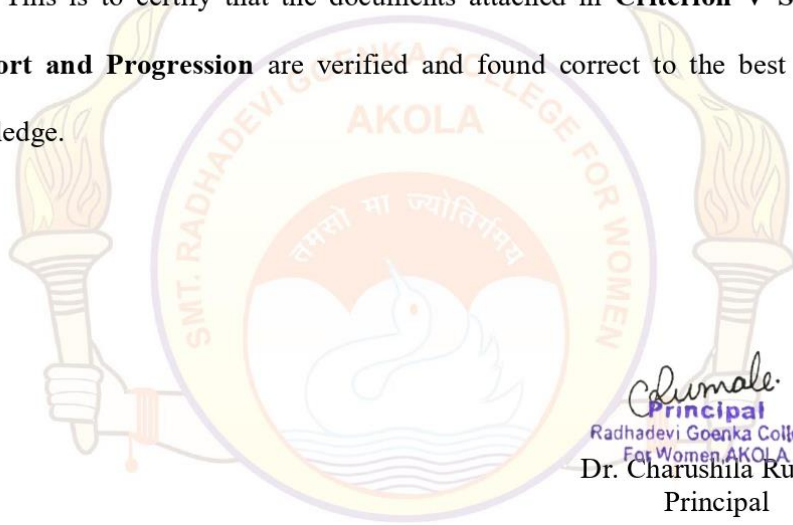 This is to certify that the documents attached in Criterion V S
ort and Progression are verified and found correct to the best
ledge.
SMT. RADHADEVI GOENKA COLLEGE FOR WOMEN
AKOLA
तमसो मा ज्योतिर्गमय
Principal
Radhadevi Goenka Coll
For Women, AKOLA
Dr. Charushila Ru
Principal